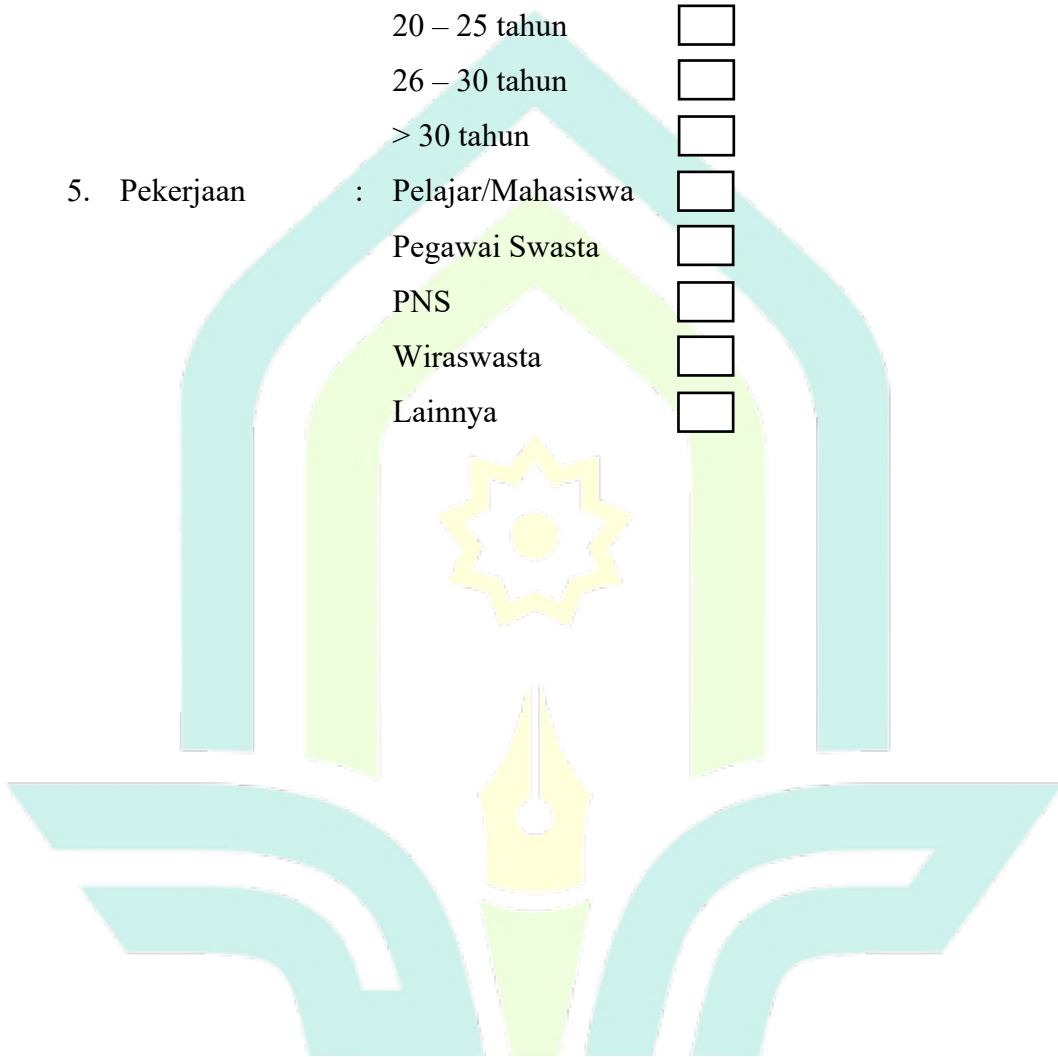 20 – 25 tahun
26 – 30 tahun
> 30 tahun
5. Pekerjaan : Pelajar/Mahasiswa
Pegawai Swasta
PNS
Wiraswasta
Lainnya